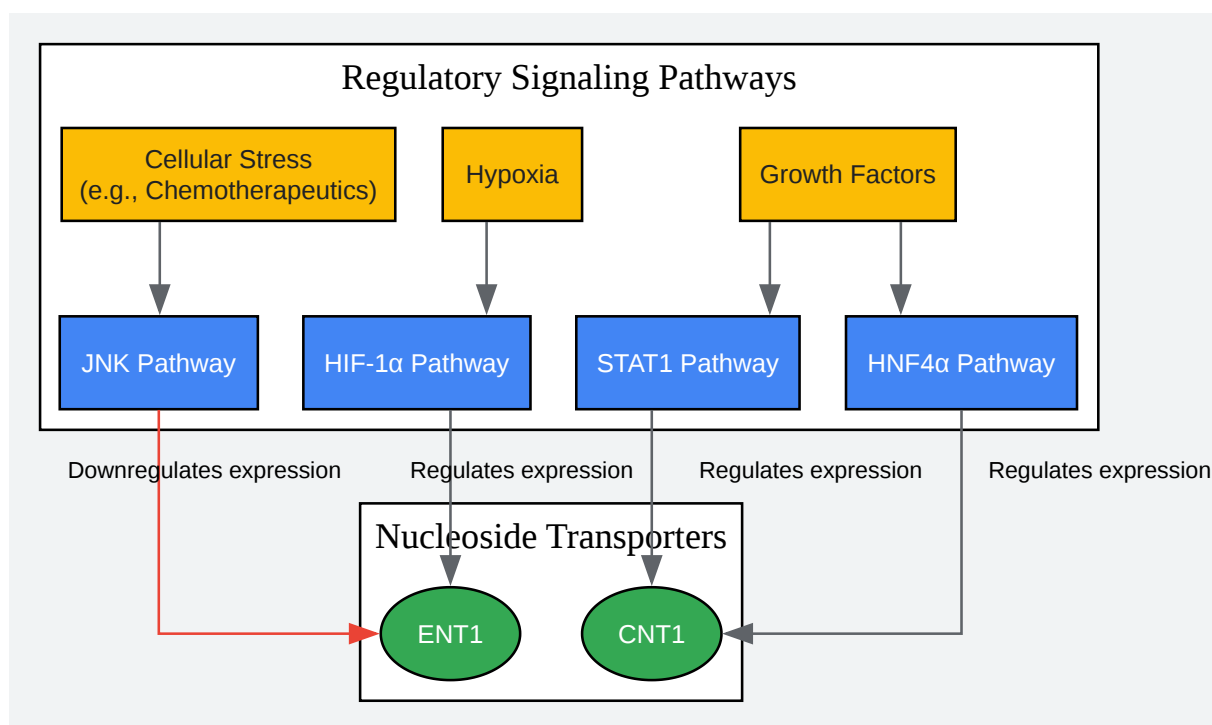 Regulatory Signaling Pathways
Cellular Stress
(e.g., Chemotherapeutics)
Hypoxia
Growth Factors
JNK Pathway
HIF-1α Pathway
STAT1 Pathway
HNF4α Pathway
Downregulates expression
Regulates expression
Regulates expression
Regulates expression
Nucleoside Transporters
ENT1
CNT1